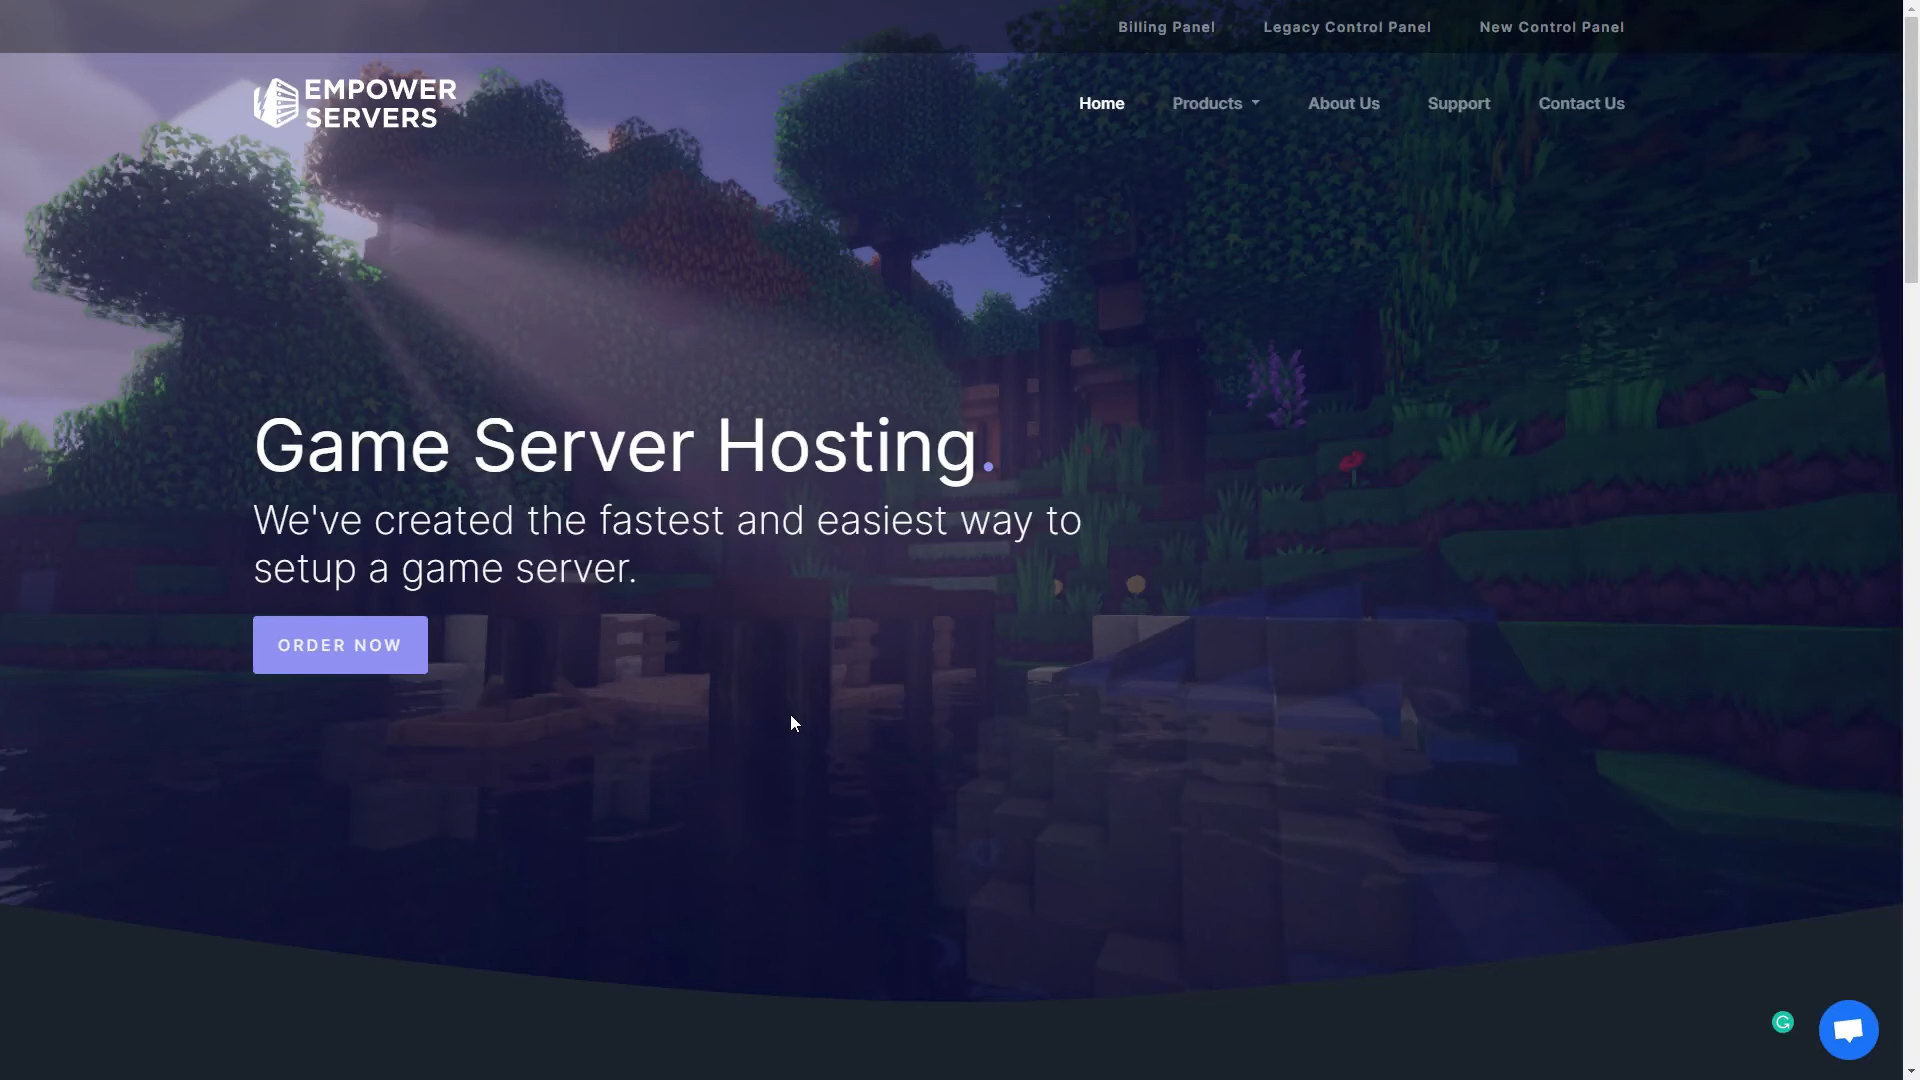 Billing Panel Legacy Control Panel New Control Panel
EMPOWER
SERVERS
Home Products About Us Support Contact Us
Game Server Hosting.
We've created the fastest and easiest way to
setup a game server.
ORDER NOW